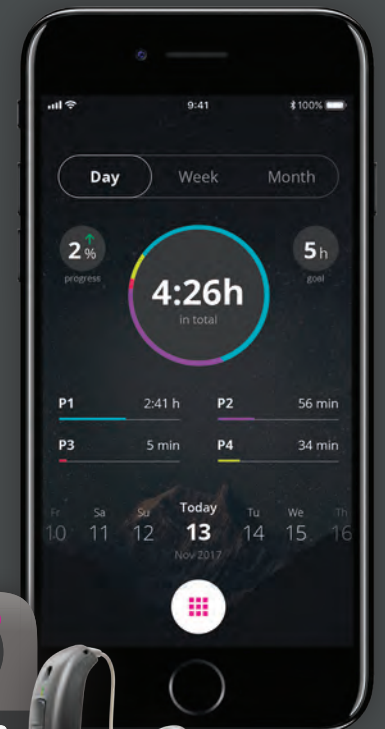 9:41 100%
Day Week Month
2% 5h
progress goal
4:26h
in total
P1 2:41 h P2 56 min
P3 5 min P4 34 min
Fr Sa Su Today Tu We Th
10 11 12 13 14 15 16
Nov 2017